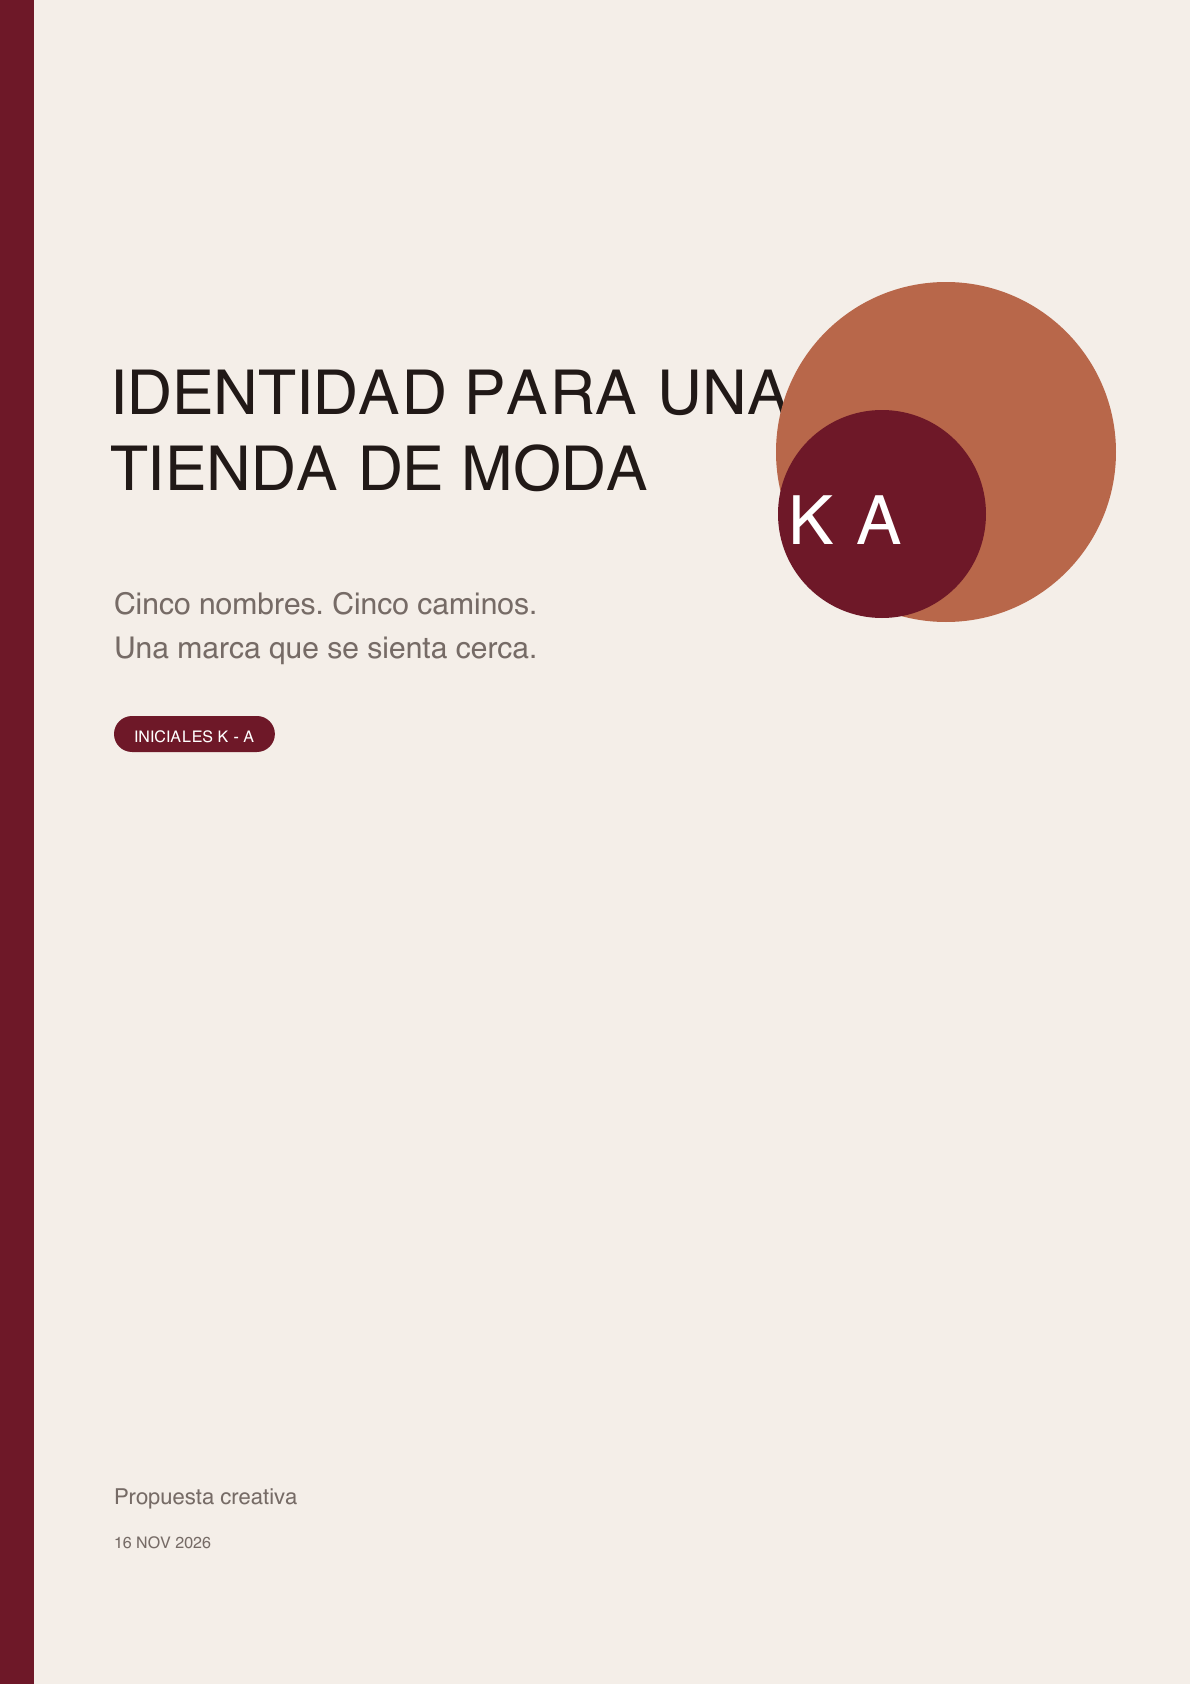 IDENTIDAD PARA UNA
TIENDA DE MODA
K A
Cinco nombres. Cinco caminos.
Una marca que se sienta cerca.
INICIALES K - A
Propuesta creativa
16 NOV 2026